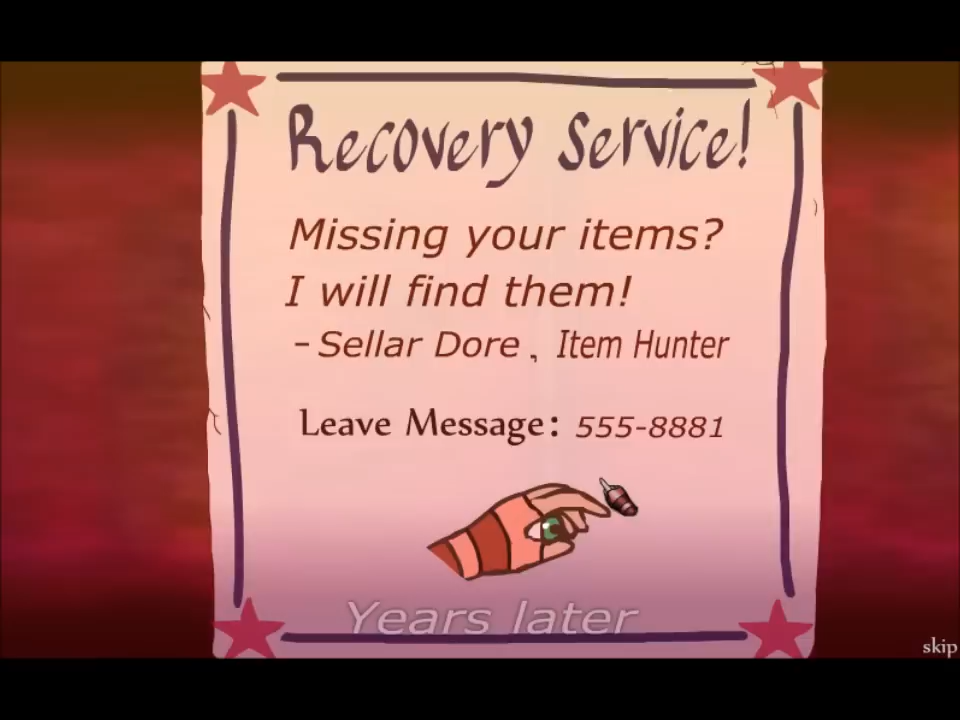 Recovery Service!
Missing your items?
I will find them!
- Sellar Dore, Item Hunter
Leave Message: 555-8881
Years later
skip